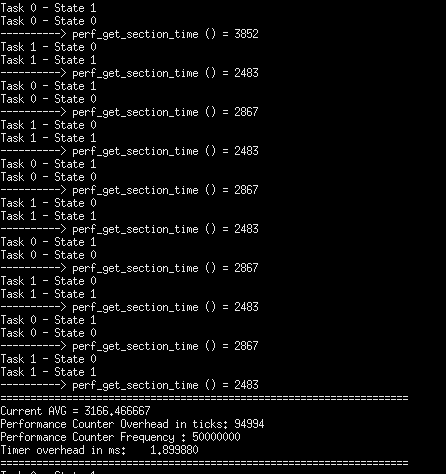 Task 0 - State 1
Task 0 - State 0
----------> perf_get_section_time () = 3852
Task 1 - State 0
Task 1 - State 1
----------> perf_get_section_time () = 2483
Task 0 - State 1
Task 0 - State 0
----------> perf_get_section_time () = 2867
Task 1 - State 0
Task 1 - State 1
----------> perf_get_section_time () = 2483
Task 0 - State 1
Task 0 - State 0
----------> perf_get_section_time () = 2867
Task 1 - State 0
Task 1 - State 1
----------> perf_get_section_time () = 2483
Task 0 - State 1
Task 0 - State 0
----------> perf_get_section_time () = 2867
Task 1 - State 0
Task 1 - State 1
----------> perf_get_section_time () = 2483
Task 0 - State 1
Task 0 - State 0
----------> perf_get_section_time () = 2867
Task 1 - State 0
Task 1 - State 1
----------> perf_get_section_time () = 2483
====================================================================
Current AVG = 3166.466667
Performance Counter Overhead in ticks: 94994
Performance Counter Frequency : 50000000
Timer overhead in ms:    1.899880
====================================================================
Task 0 - State 1